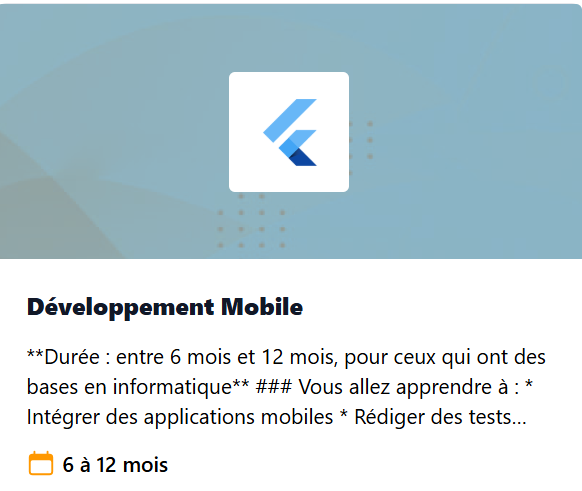 Développement Mobile
**Durée : entre 6 mois et 12 mois, pour ceux qui ont des
bases en informatique** ### Vous allez apprendre à : *
Intégrer des applications mobiles * Rédiger des tests...
6 à 12 mois